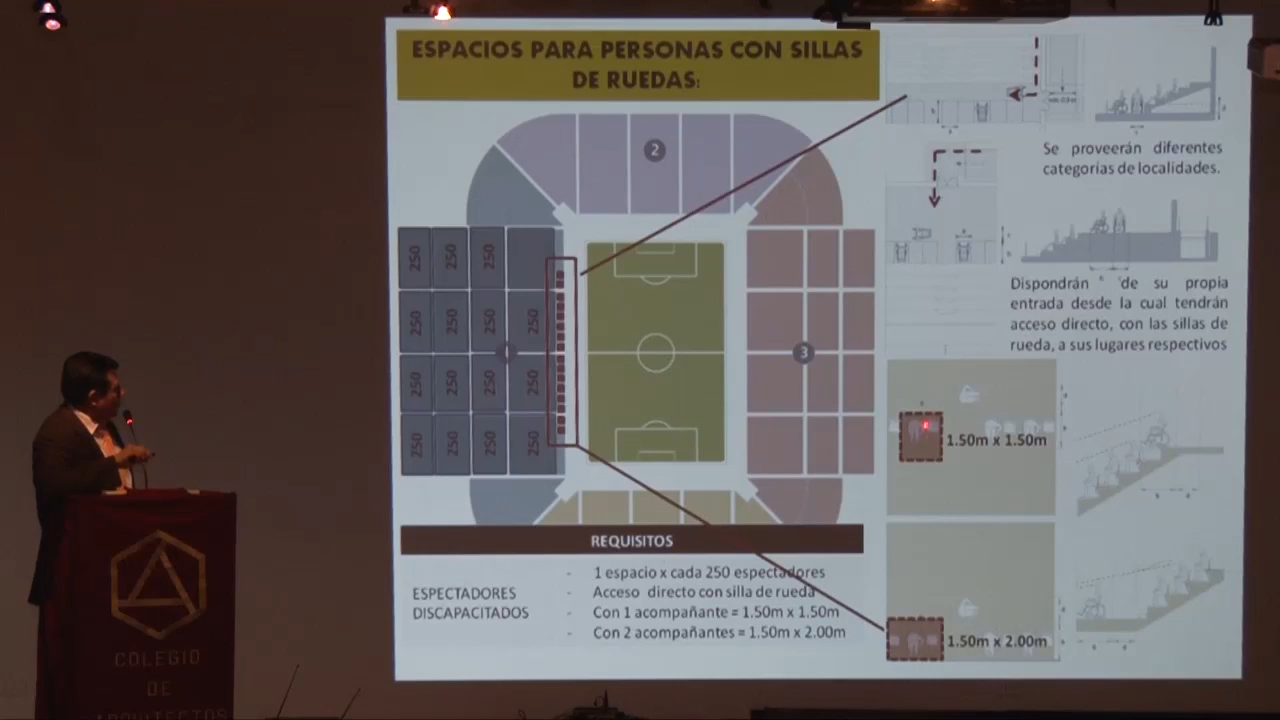 ESPACIOS PARA PERSONAS CON SILLAS
DE RUEDAS:
Se proveerán diferentes
categorías de localidades.
Dispondrán de su propia
entrada desde la cual tendrán
acceso directo, con las sillas de
rueda, a sus lugares respectivos
2
250 250 250
250 250 250 250
1
3
250 250 250 250
250 250 250 250
1.50m x 1.50m
1.50m x 2.00m
REQUISITOS
ESPECTADORES
DISCAPACITADOS
- 1 espacio x cada 250 espectadores
- Acceso directo con silla de rueda
- Con 1 acompañante = 1.50m x 1.50m
- Con 2 acompañantes = 1.50m x 2.00m
COLEGIO
DE
ARQUITECTOS